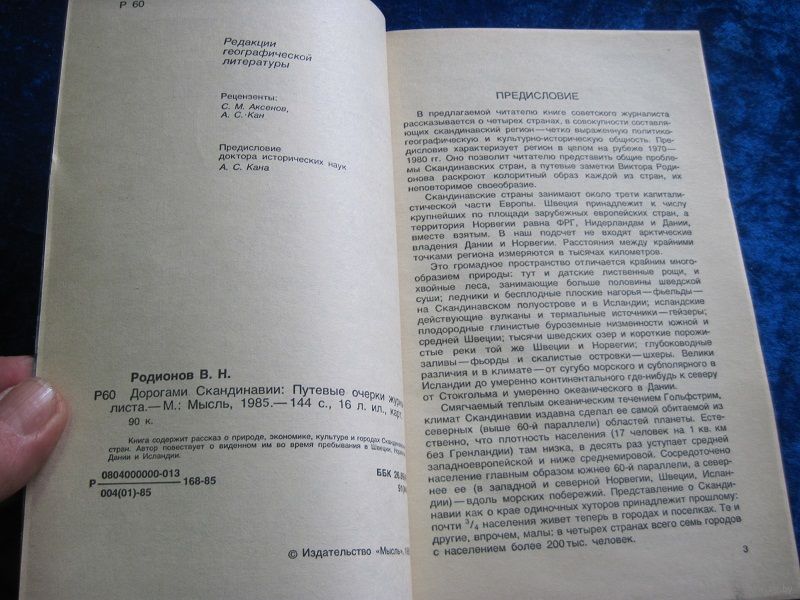 Р 60
Редакции
географической
литературы
Рецензенты:
С. М. Аксенов,
А. С. Кан
Предисловие
доктора исторических наук
А. С. Кана
Родионов В. Н.
Р60 Дорогами Скандинавии: Путевые очерки
листа.— М.: Мысль, 1985.— 144 с., 16 л. ил., карт.
90 к.
Книга содержит рассказ о природе, экономике, культуре и городах
стран. Автор повествует о виденном им во время пребывания в Швеции,
Дании и Исландии.
Р 0804000000-013 168-85
004(01)-85
ББК
© Издательство «Мысль».
ПРЕДИСЛОВИЕ
В предлагаемой читателю книге советского журналиста
рассказывается о четырех странах, в совокупности составля-
ющих скандинавский регион — четко выраженную политико-
географическую и культурно-историческую общность. Пре-
дисловие характеризует регион в целом на рубеже 1970—
1980 гг. Оно позволит читателю представить общие пробле-
мы Скандинавских стран, а путевые заметки Виктора Роди-
онова раскроют колоритный образ каждой из стран, их
неповторимое своеобразие.
Скандинавские страны занимают около трети капитали-
стической части Европы. Швеция принадлежит к числу
крупнейших по площади зарубежных европейских стран, а
территория Норвегии равна ФРГ, Нидерландам и Дании,
вместе взятым. В наш подсчет не входят арктические
владения Дании и Норвегии. Расстояния между крайними
точками региона измеряются в тысячах километров.
Это громадное пространство отличается крайним много-
образием природы: тут и датские лиственные рощи, и
хвойные леса, занимающие больше половины шведской
суши; ледники и бесплодные плоские нагорья — фьельды —
на Скандинавском полуострове и в Исландии; исландские
действующие вулканы и термальные источники — гейзеры;
плодородные глинистые буроземные низменности южной и
средней Швеции; тысячи шведских озер и короткие порожи-
стые реки той же Швеции и Норвегии; глубоководные
заливы — фьорды и скалистые островки — шхеры. Велики
различия и в климате — от сугубо морского и субполярного в
Исландии до умеренно континентального где-нибудь к северу
от Стокгольма и умеренно океанического в Дании.
Смягчаемый теплым океаническим течением Гольфстрим,
климат Скандинавии издавна сделал ее самой обитаемой из
северных (выше 60-й параллели) областей планеты. Есте-
ственно, что плотность населения (17 человек на 1 кв. км
без Гренландии) там низка, в десять раз уступает средней
западноевропейской и ниже среднемировой. Сосредоточено
население главным образом южнее 60-й параллели, а север-
нее ее (в западной и северной Норвегии, Швеции, Ислан-
дии) — вдоль морских побережий. Представление о Сканди-
навии как о крае одиночных хуторов принадлежит прошлому:
почти 3/4 населения живет теперь в городах и поселках. Те и
другие, впрочем, малы: в четырех странах всего семь городов
с населением более 200 тыс. человек.
3